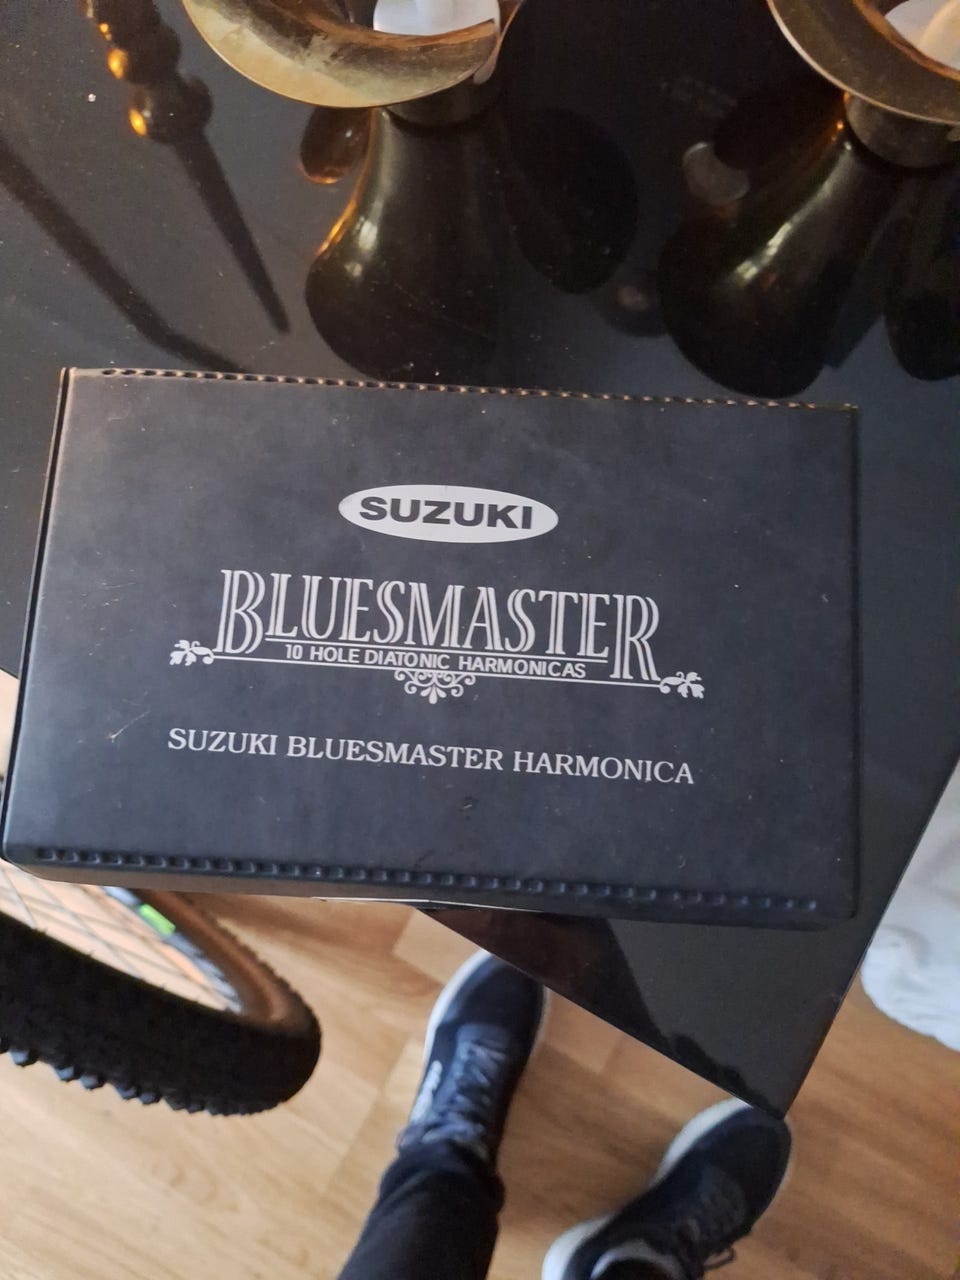 SUZUKI
BLUESMASTER
10 HOLE DIATONIC HARMONICAS
SUZUKI BLUESMASTER HARMONICA